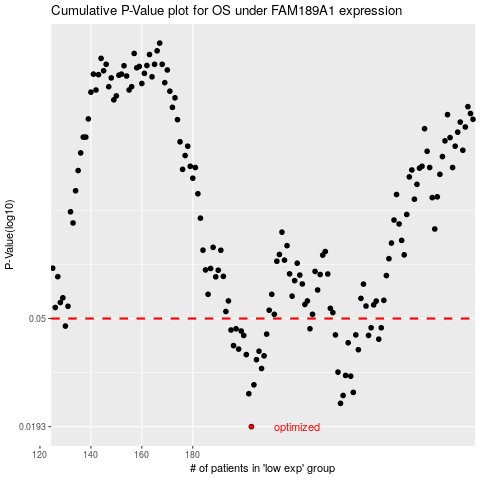 Cumulative P-Value plot for OS under FAM189A1 expression
P-Value(log10)
0.05
0.0193
optimized
120 140 160 180
# of patients in 'low exp' group